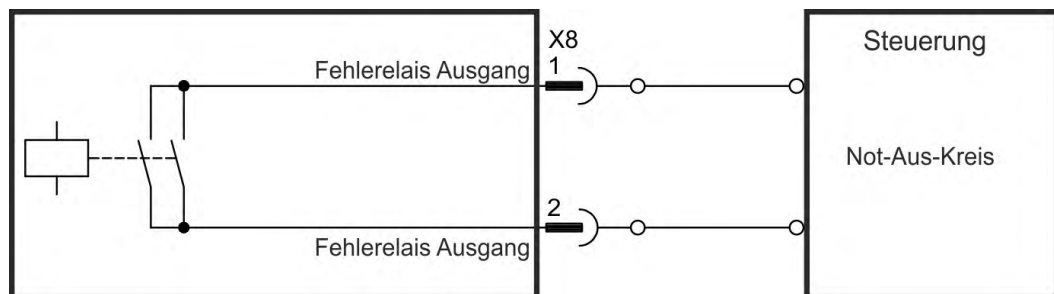 X8
Steuerung
Fehlerelais Ausgang
1
Not-Aus-Kreis
2
Fehlerelais Ausgang